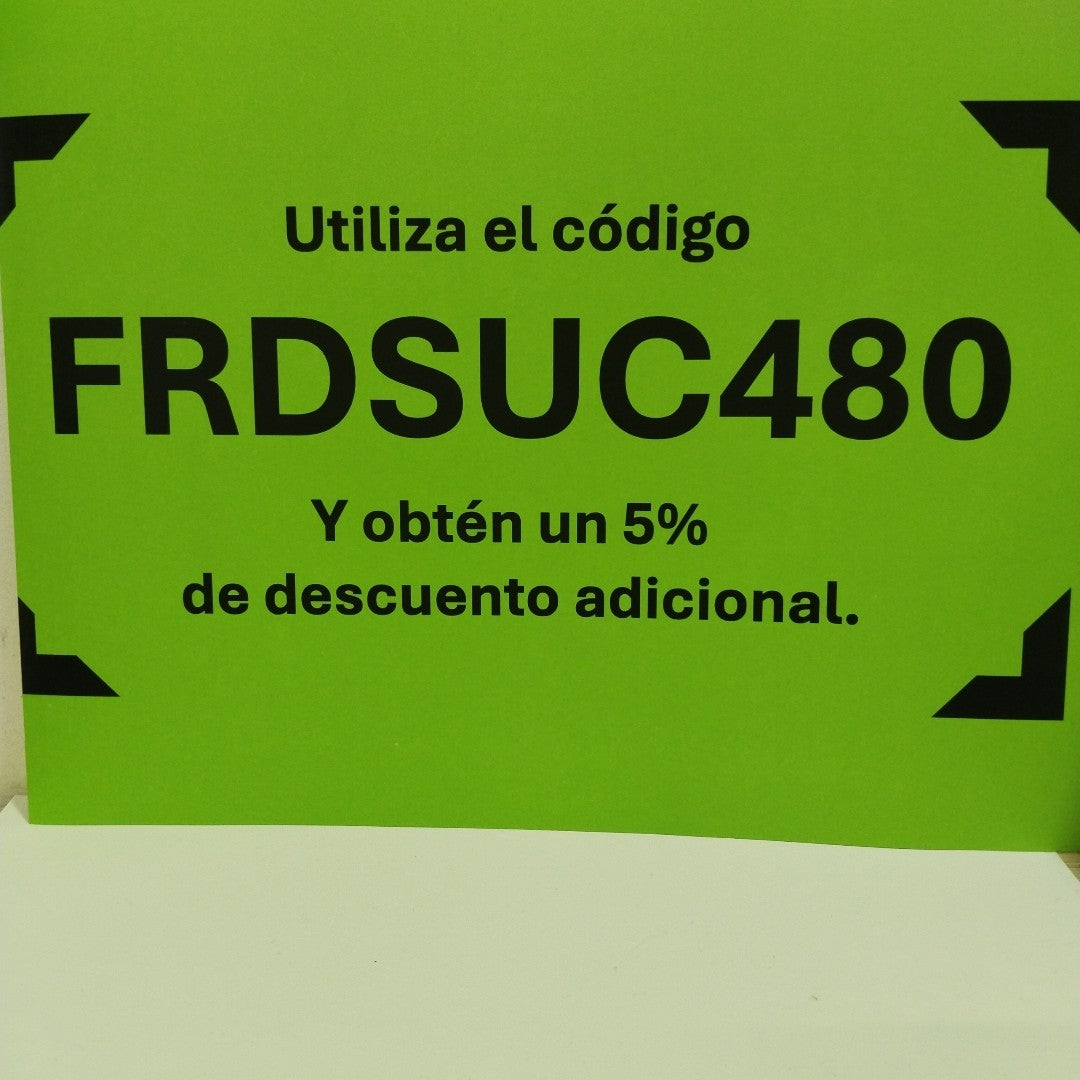 Utiliza el código
FRDSUC480
Y obtén un 5%
de descuento adicional.